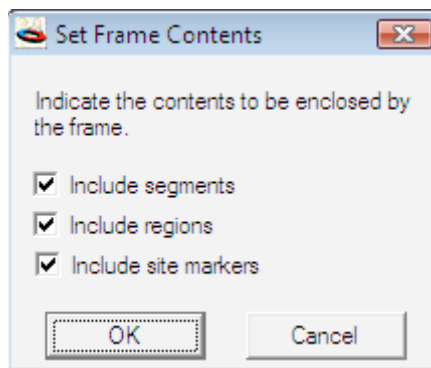 Set Frame Contents
Indicate the contents to be enclosed by
the frame.
Include segments
Include regions
Include site markers
OK
Cancel